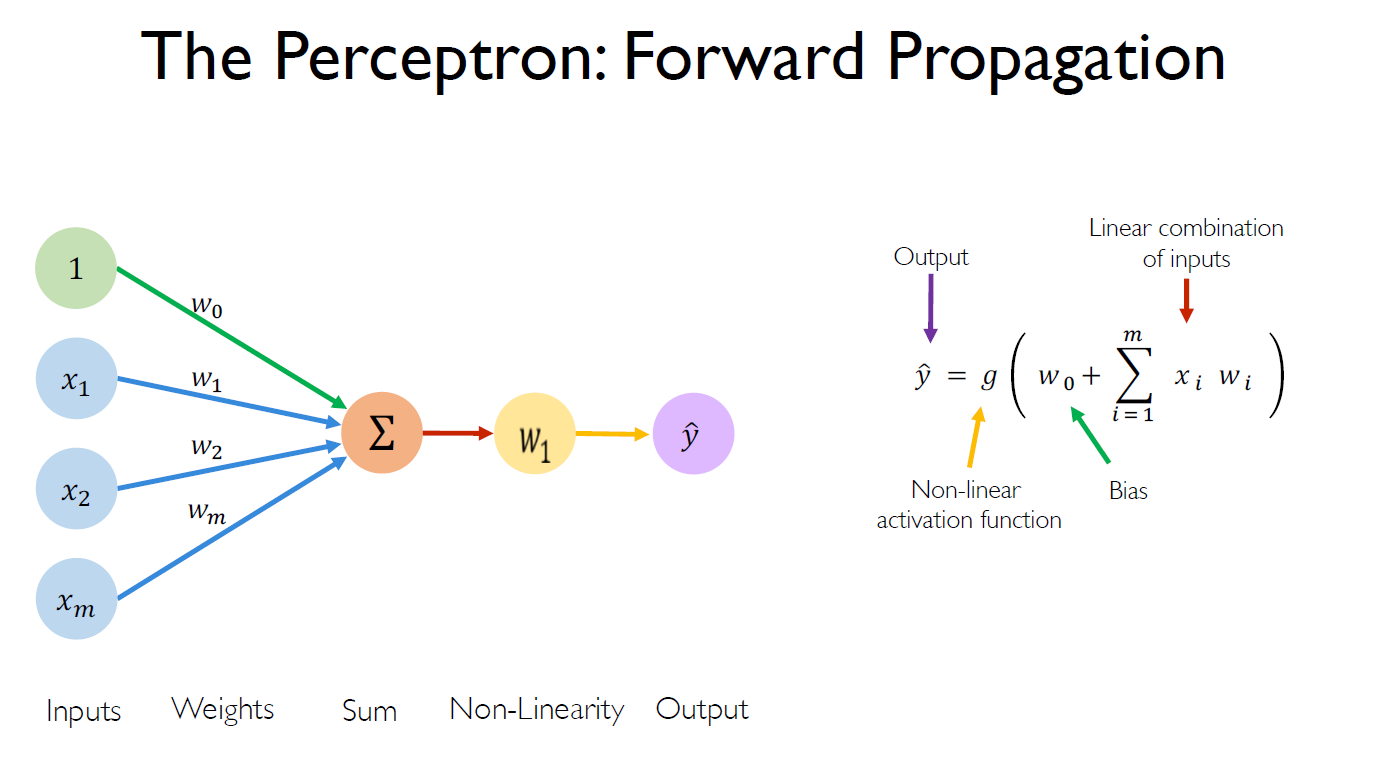 The Perceptron: Forward Propagation
1
w₀
x₁
w₁
x₂
w₂
xₘ
wₘ
Σ
w₁
ŷ
Inputs
Weights
Sum
Non-Linearity
Output
Output
Linear combination
of inputs
ŷ = g ( w₀ + ∑ᵢ₌₁ᵐ xᵢ wᵢ )
Non-linear
activation function
Bias